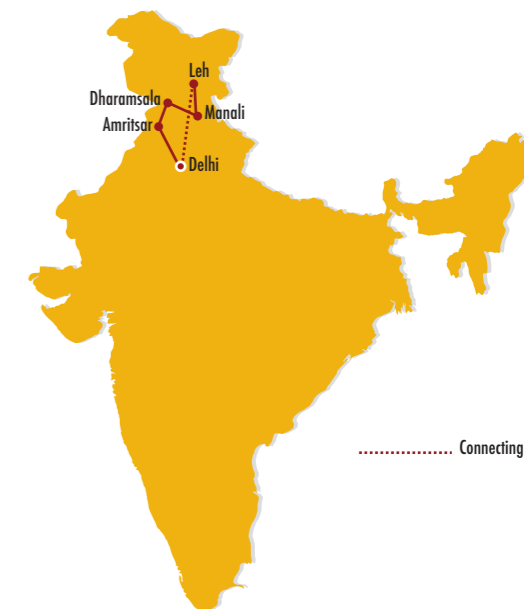 Leh
Dharamsala
Manali
Amritsar
Delhi
Connecting